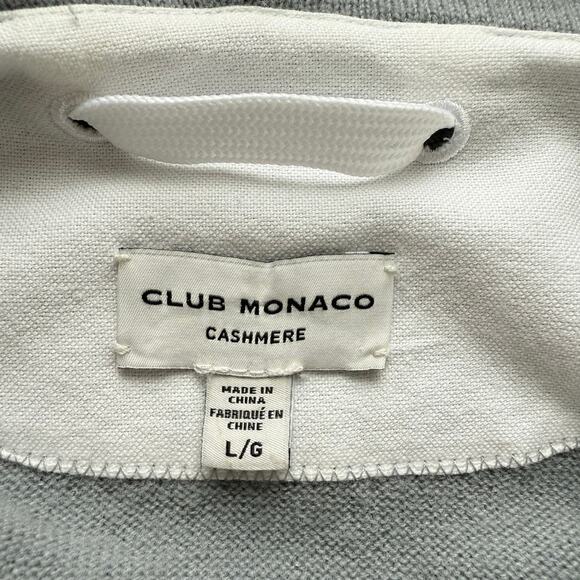 CLUB MONACO
CASHMERE
MADE IN
CHINA
FABRIQUÉ EN
CHINE
L/G